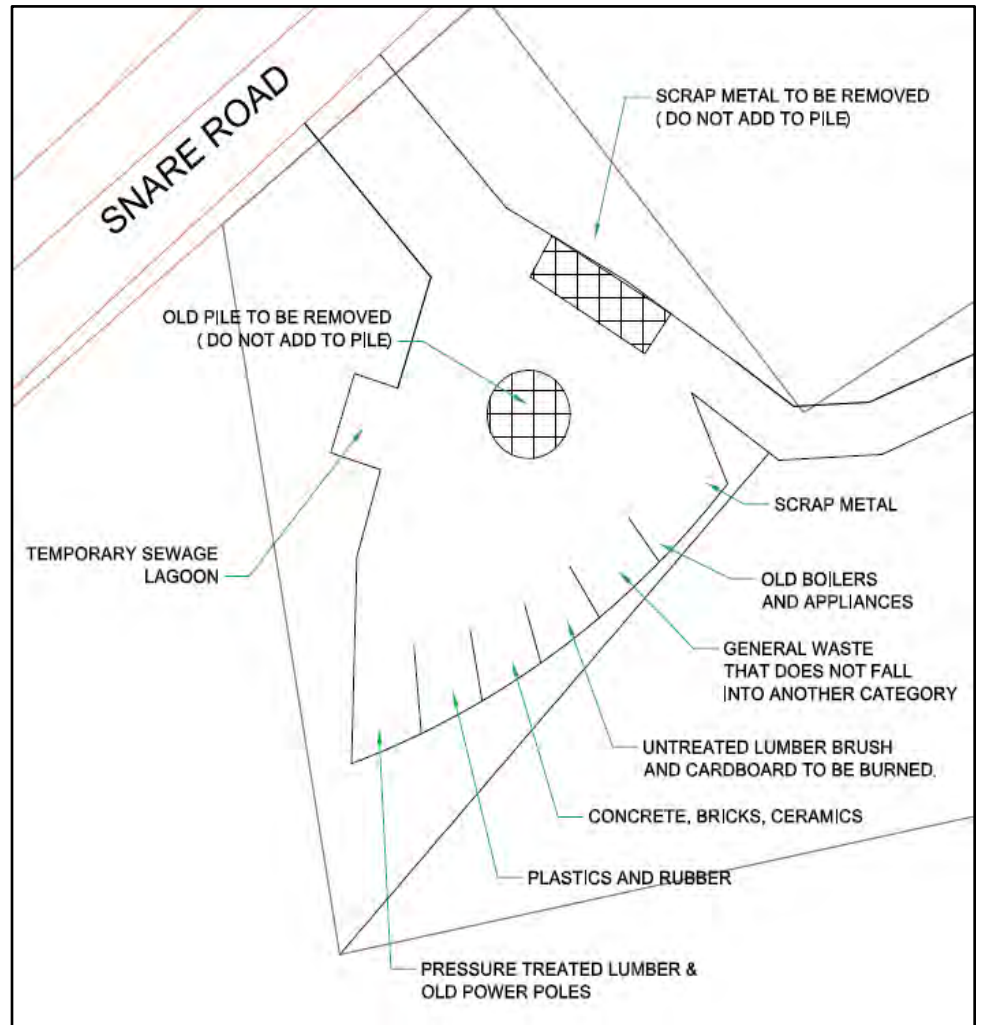 SNARE ROAD
SCRAP METAL TO BE REMOVED
( DO NOT ADD TO PILE)
OLD PILE TO BE REMOVED
( DO NOT ADD TO PILE)
SCRAP METAL
TEMPORARY SEWAGE
LAGOON
OLD BOILERS
AND APPLIANCES
GENERAL WASTE
THAT DOES NOT FALL
INTO ANOTHER CATEGORY
UNTREATED LUMBER BRUSH
AND CARDBOARD TO BE BURNED.
CONCRETE, BRICKS, CERAMICS
PLASTICS AND RUBBER
PRESSURE TREATED LUMBER &
OLD POWER POLES